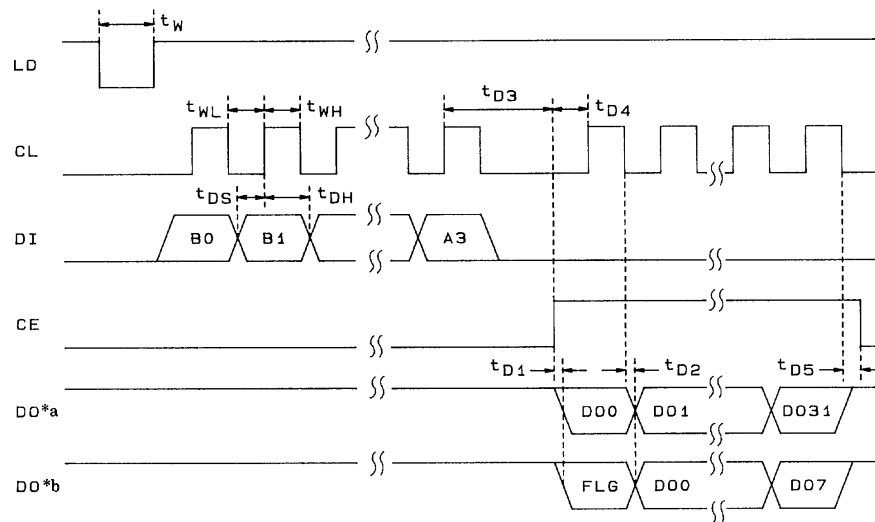 tW
LD
tD3
tWL tWH tD4
CL
tDS tDH
DI B0 B1 A3
CE
tD1 tD2 tD5
DO*a DO0 DO1 DO31
DO*b FLG DO0 DO7